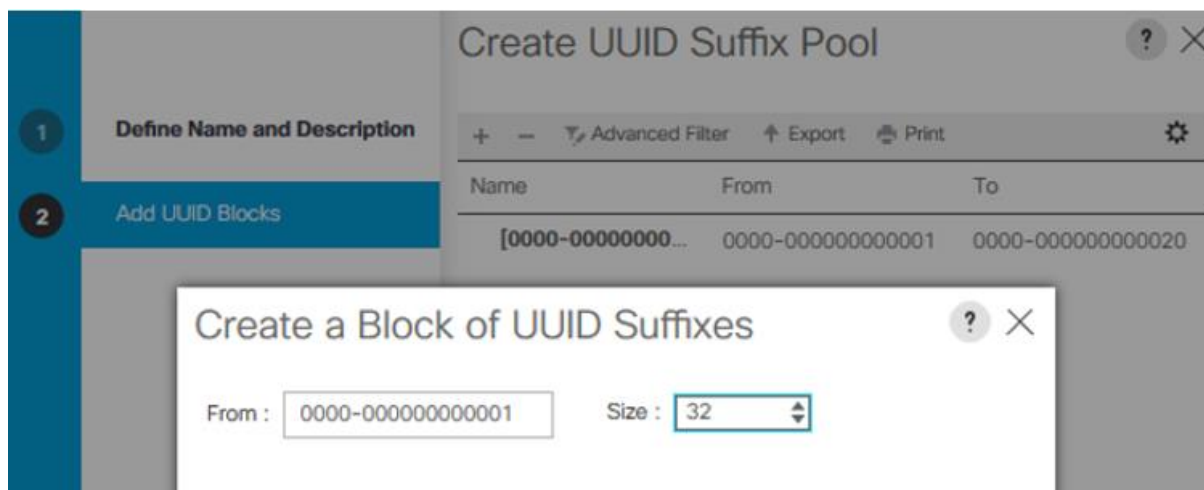 Create UUID Suffix Pool ? ×
1 Define Name and Description
+ − Advanced Filter Export Print
Name From To
2 Add UUID Blocks
[0000-00000000... 0000-000000000001 0000-000000000020
Create a Block of UUID Suffixes ? ×
From : 0000-000000000001 Size : 32